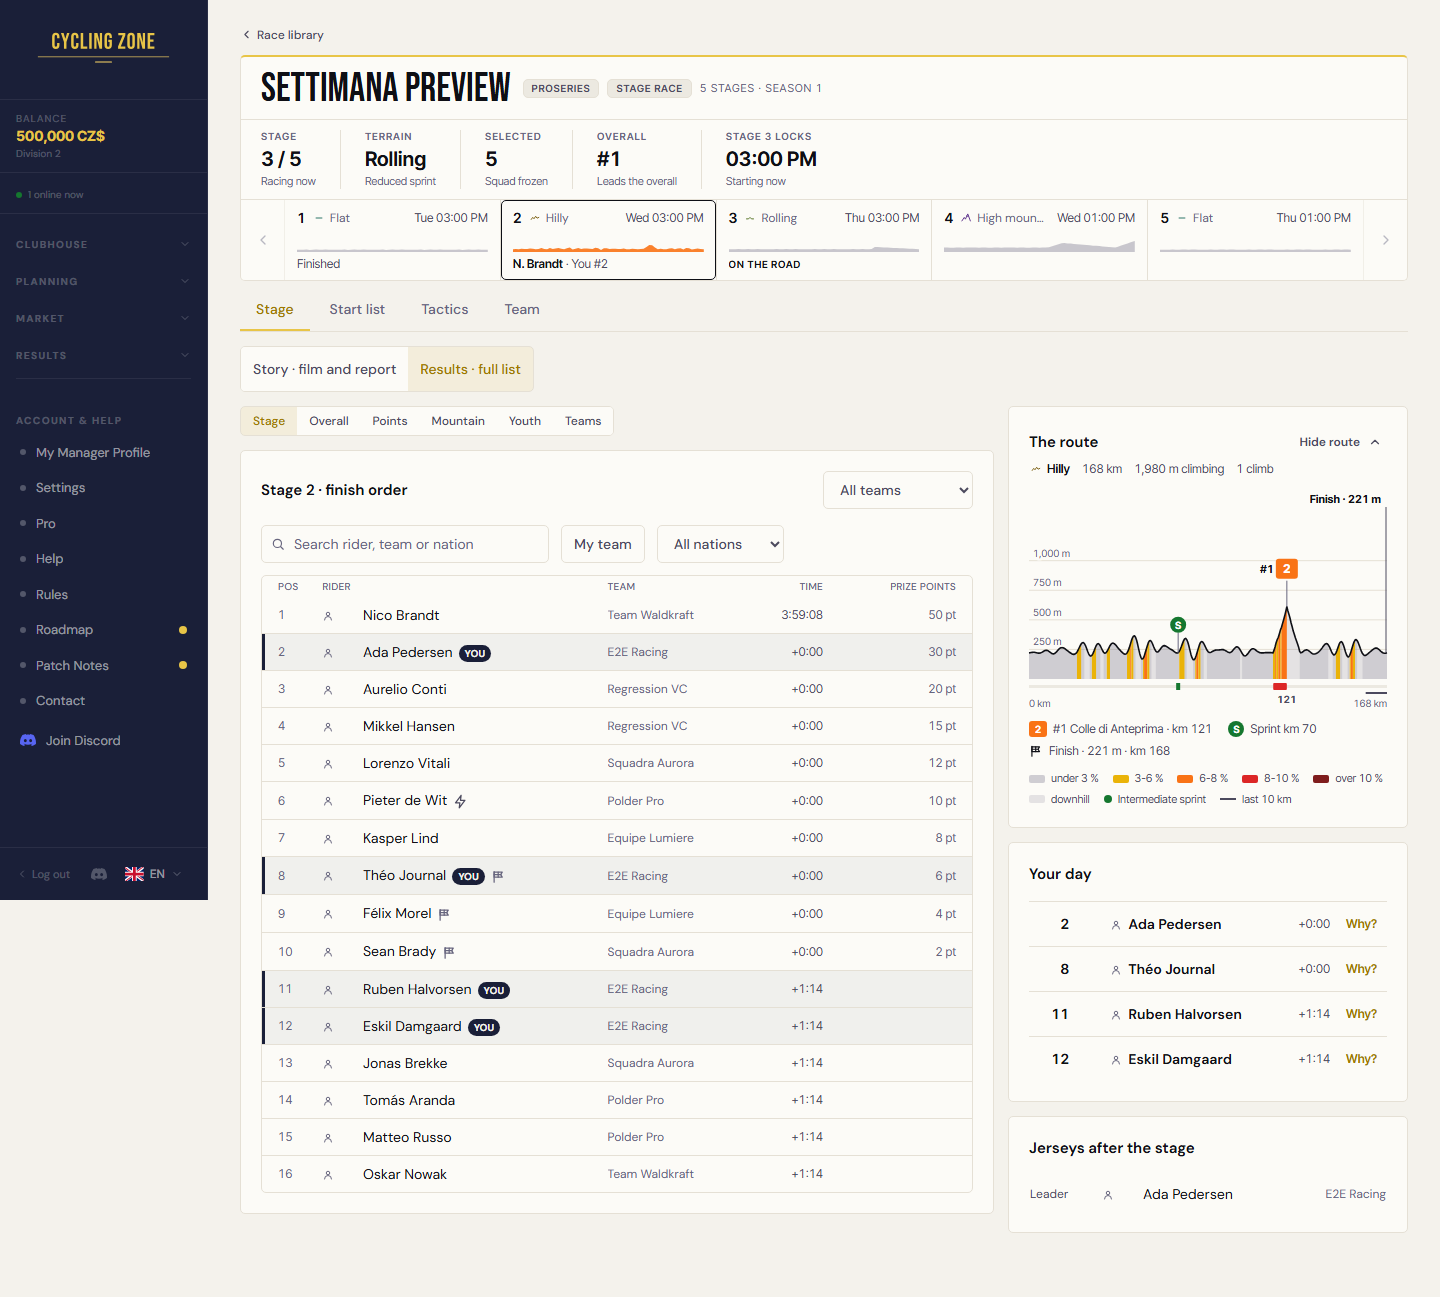 CYCLING ZONE
BALANCE
500,000 CZ$
Division 2
1 online now
CLUBHOUSE
PLANNING
MARKET
RESULTS
ACCOUNT & HELP
My Manager Profile
Settings
Pro
Help
Rules
Roadmap
Patch Notes
Contact
Join Discord
Log out
EN
Race library
SETTIMANA PREVIEW PROSERIES STAGE RACE 5 STAGES · SEASON 1
STAGE
3 / 5
Racing now
TERRAIN
Rolling
Reduced sprint
SELECTED
5
Squad frozen
OVERALL
#1
Leads the overall
STAGE 3 LOCKS
03:00 PM
Starting now
1 Flat Tue 03:00 PM
Finished
2 Hilly Wed 03:00 PM
N. Brandt · You #2
3 Rolling Thu 03:00 PM
ON THE ROAD
4 High moun... Wed 01:00 PM
5 Flat Thu 01:00 PM
Stage Start list Tactics Team
Story · film and report Results · full list
Stage Overall Points Mountain Youth Teams
Stage 2 · finish order All teams
Search rider, team or nation My team All nations
POS RIDER TEAM TIME PRIZE POINTS
1 Nico Brandt Team Waldkraft 3:59:08 50 pt
2 Ada Pedersen YOU E2E Racing +0:00 30 pt
3 Aurelio Conti Regression VC +0:00 20 pt
4 Mikkel Hansen Regression VC +0:00 15 pt
5 Lorenzo Vitali Squadra Aurora +0:00 12 pt
6 Pieter de Wit Polder Pro +0:00 10 pt
7 Kasper Lind Equipe Lumiere +0:00 8 pt
8 Théo Journal YOU E2E Racing +0:00 6 pt
9 Félix Morel Equipe Lumiere +0:00 4 pt
10 Sean Brady Squadra Aurora +0:00 2 pt
11 Ruben Halvorsen YOU E2E Racing +1:14
12 Eskil Damgaard YOU E2E Racing +1:14
13 Jonas Brekke Squadra Aurora +1:14
14 Tomás Aranda Polder Pro +1:14
15 Matteo Russo Polder Pro +1:14
16 Oskar Nowak Team Waldkraft +1:14
The route Hide route
Hilly 168 km 1,980 m climbing 1 climb
Finish · 221 m
1,000 m
#1 2
750 m
500 m
S
250 m
0 km 121 168 km
2 #1 Colle di Anteprima · km 121 S Sprint km 70
Finish · 221 m · km 168
under 3 % 3-6 % 6-8 % 8-10 % over 10 %
downhill Intermediate sprint last 10 km
Your day
2 Ada Pedersen +0:00 Why?
8 Théo Journal +0:00 Why?
11 Ruben Halvorsen +1:14 Why?
12 Eskil Damgaard +1:14 Why?
Jerseys after the stage
Leader Ada Pedersen E2E Racing